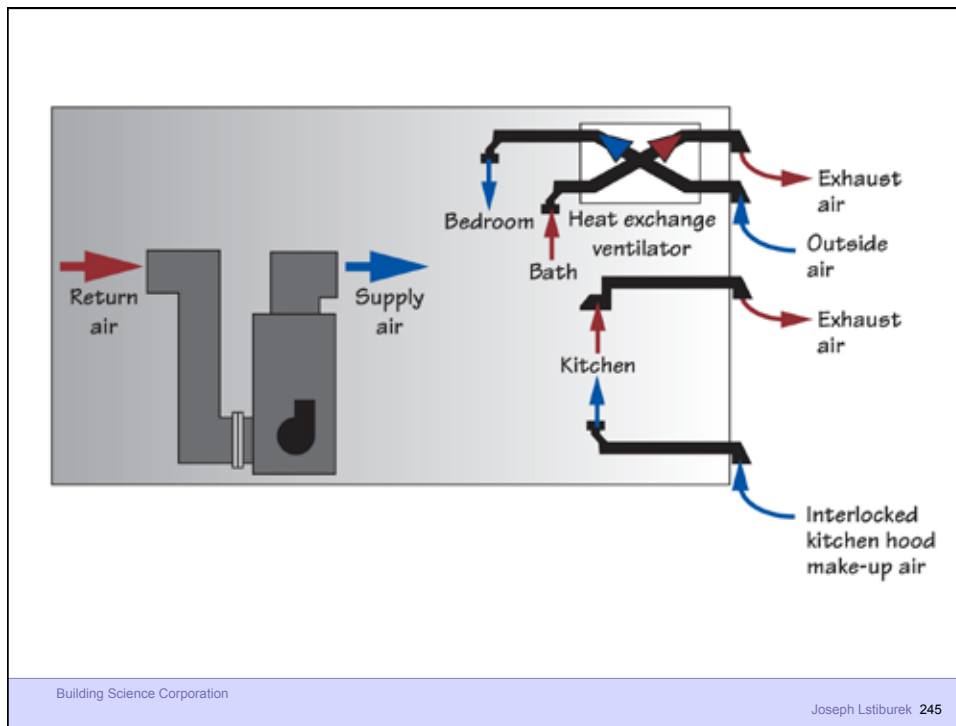 Exhaust
air
Bedroom
Heat exchange
ventilator
Outside
air
Bath
Return
air
Supply
air
Exhaust
air
Kitchen
Interlocked
kitchen hood
make-up air
Building Science Corporation
Joseph Lstiburek 245